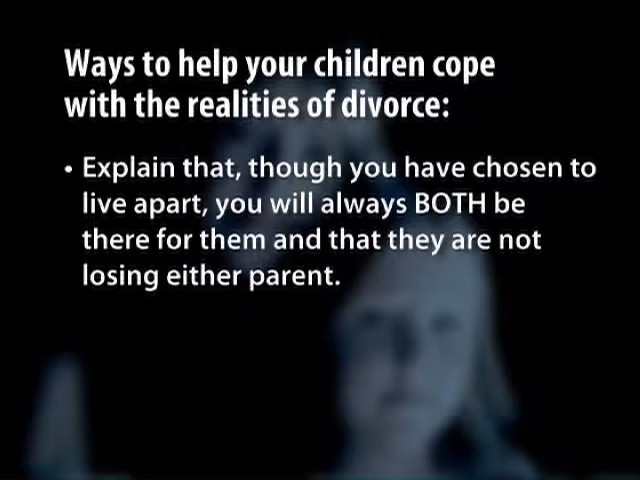 Ways to help your children cope
with the realities of divorce:
• Explain that, though you have chosen to
live apart, you will always BOTH be
there for them and that they are not
losing either parent.